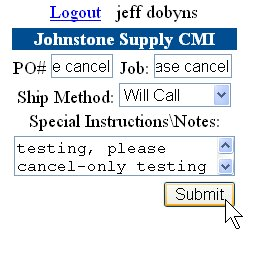 Logout jeff dobyns
Johnstone Supply CMI
PO# e cancel Job: ase cancel
Ship Method: Will Call
Special Instructions\Notes:
testing, please
cancel-only testing
Submit